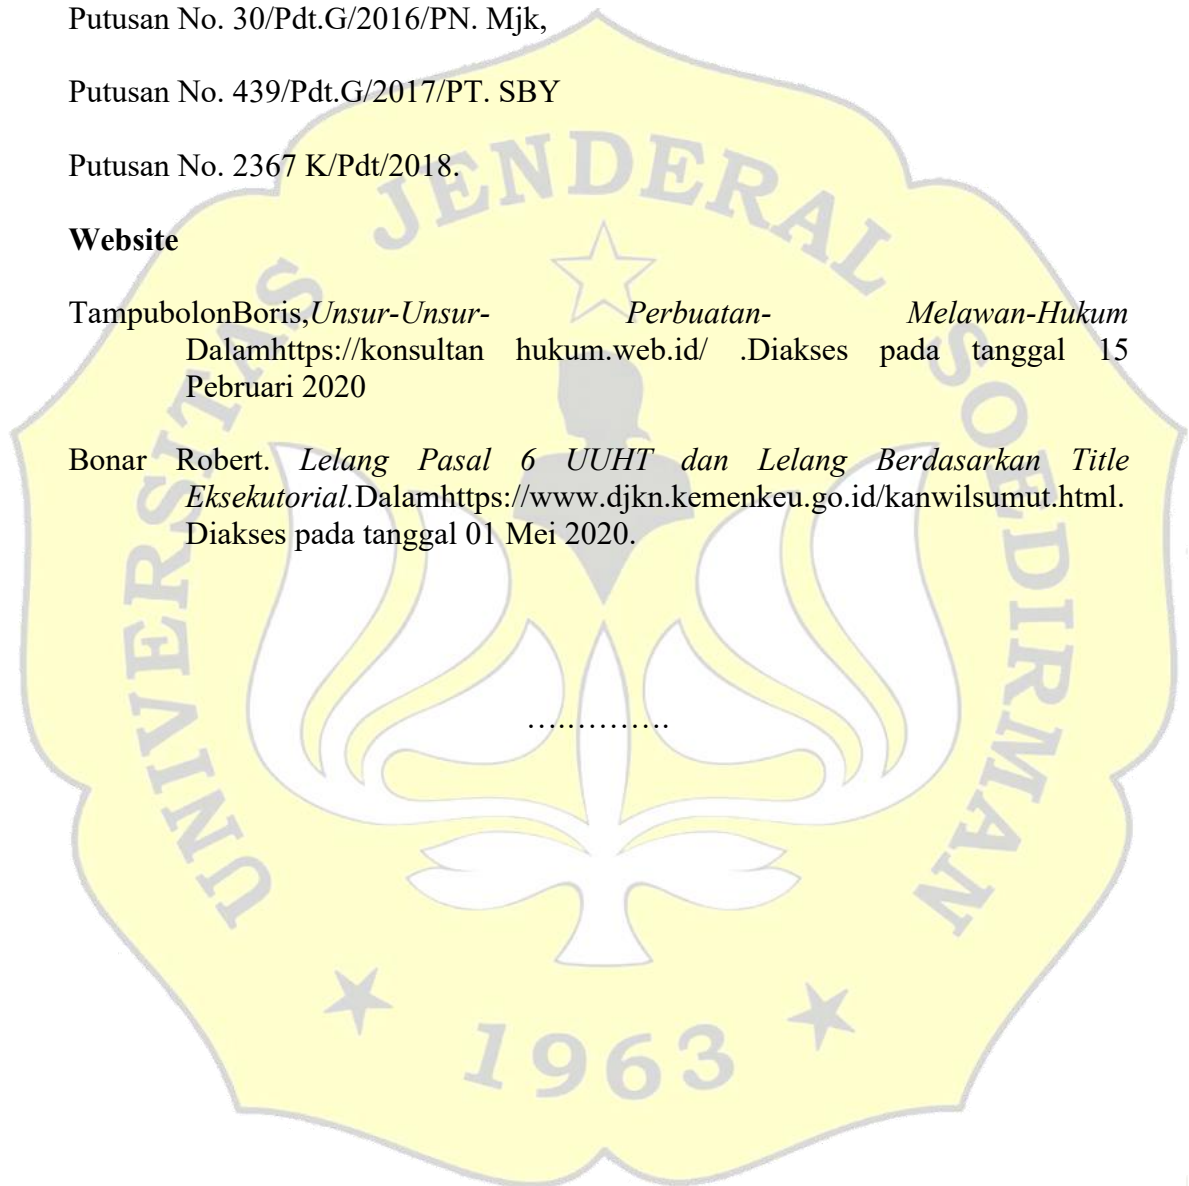 Putusan No. 30/Pdt.G/2016/PN. Mjk,
Putusan No. 439/Pdt.G/2017/PT. SBY
Putusan No. 2367 K/Pdt/2018.
Website
TampubolonBoris,Unsur-Unsur- Perbuatan- Melawan-Hukum
Dalamhttps://konsultan hukum.web.id/ .Diakses pada tanggal 15
Pebruari 2020
Bonar Robert. Lelang Pasal 6 UUHT dan Lelang Berdasarkan Title
Eksekutorial.Dalamhttps://www.djkn.kemenkeu.go.id/kanwilsumut.html.
Diakses pada tanggal 01 Mei 2020.
…………..
UNIVERSITAS JENDERAL SOEDIRMAN
1963